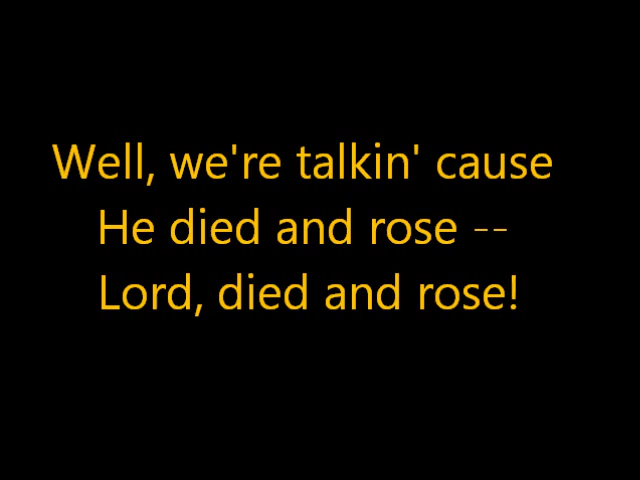 Well, we're talkin' cause
He died and rose --
Lord, died and rose!